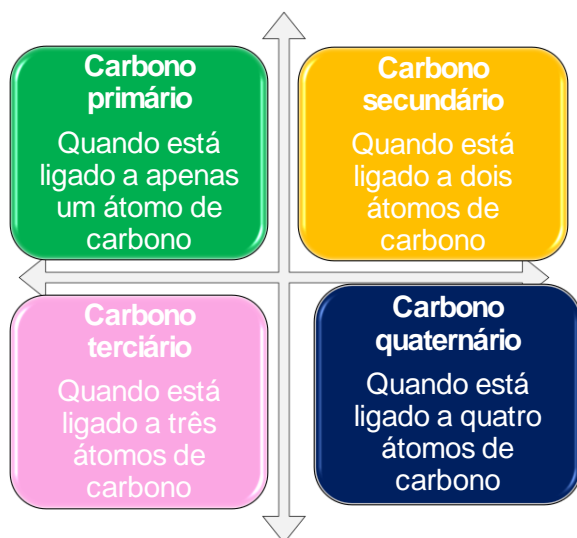 Carbono
primário
Quando está
ligado a apenas
um átomo de
carbono
Carbono
secundário
Quando está
ligado a dois
átomos de
carbono
Carbono
terciário
Quando está
ligado a três
átomos de
carbono
Carbono
quaternário
Quando está
ligado a quatro
átomos de
carbono